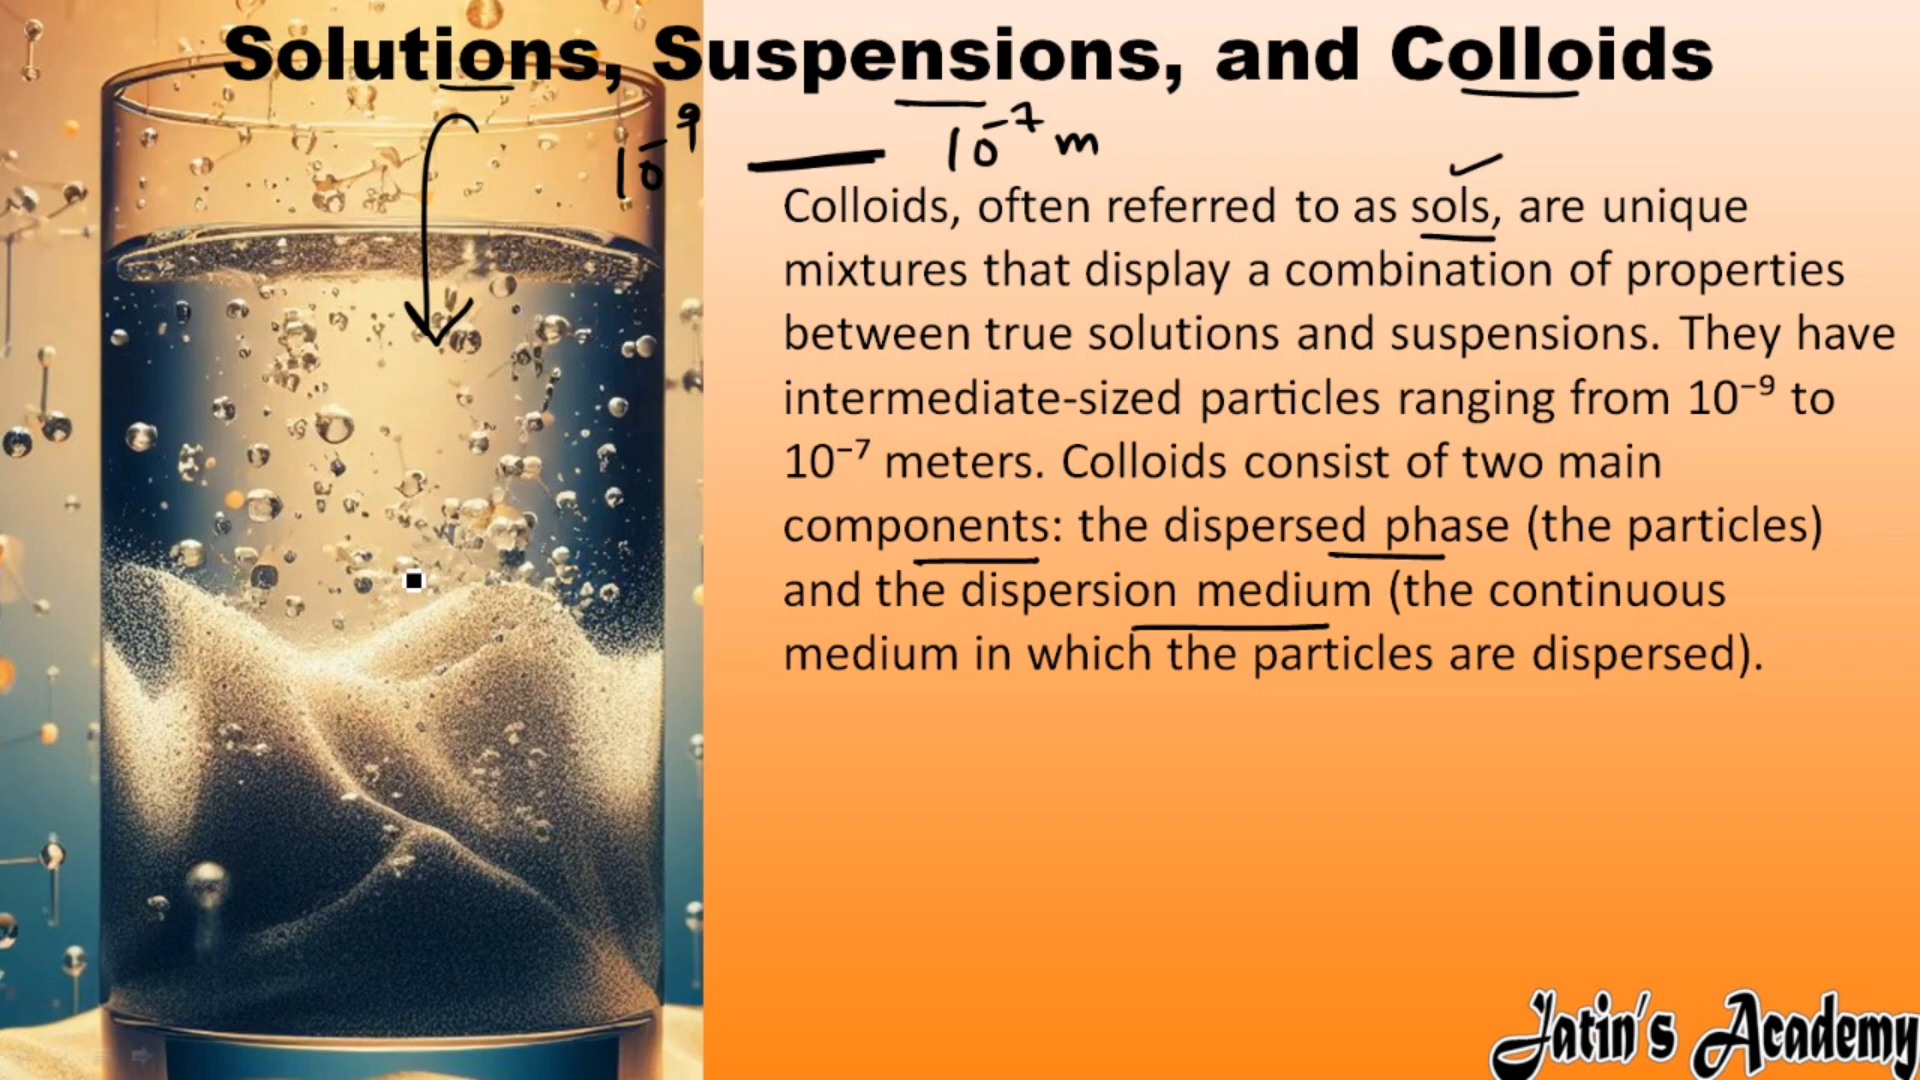 Solutions, Suspensions, and Colloids
10⁻⁹
10⁻⁷ m
Colloids, often referred to as sols, are unique
mixtures that display a combination of properties
between true solutions and suspensions. They have
intermediate-sized particles ranging from 10⁻⁹ to
10⁻⁷ meters. Colloids consist of two main
components: the dispersed phase (the particles)
and the dispersion medium (the continuous
medium in which the particles are dispersed).
Jatin's Academy